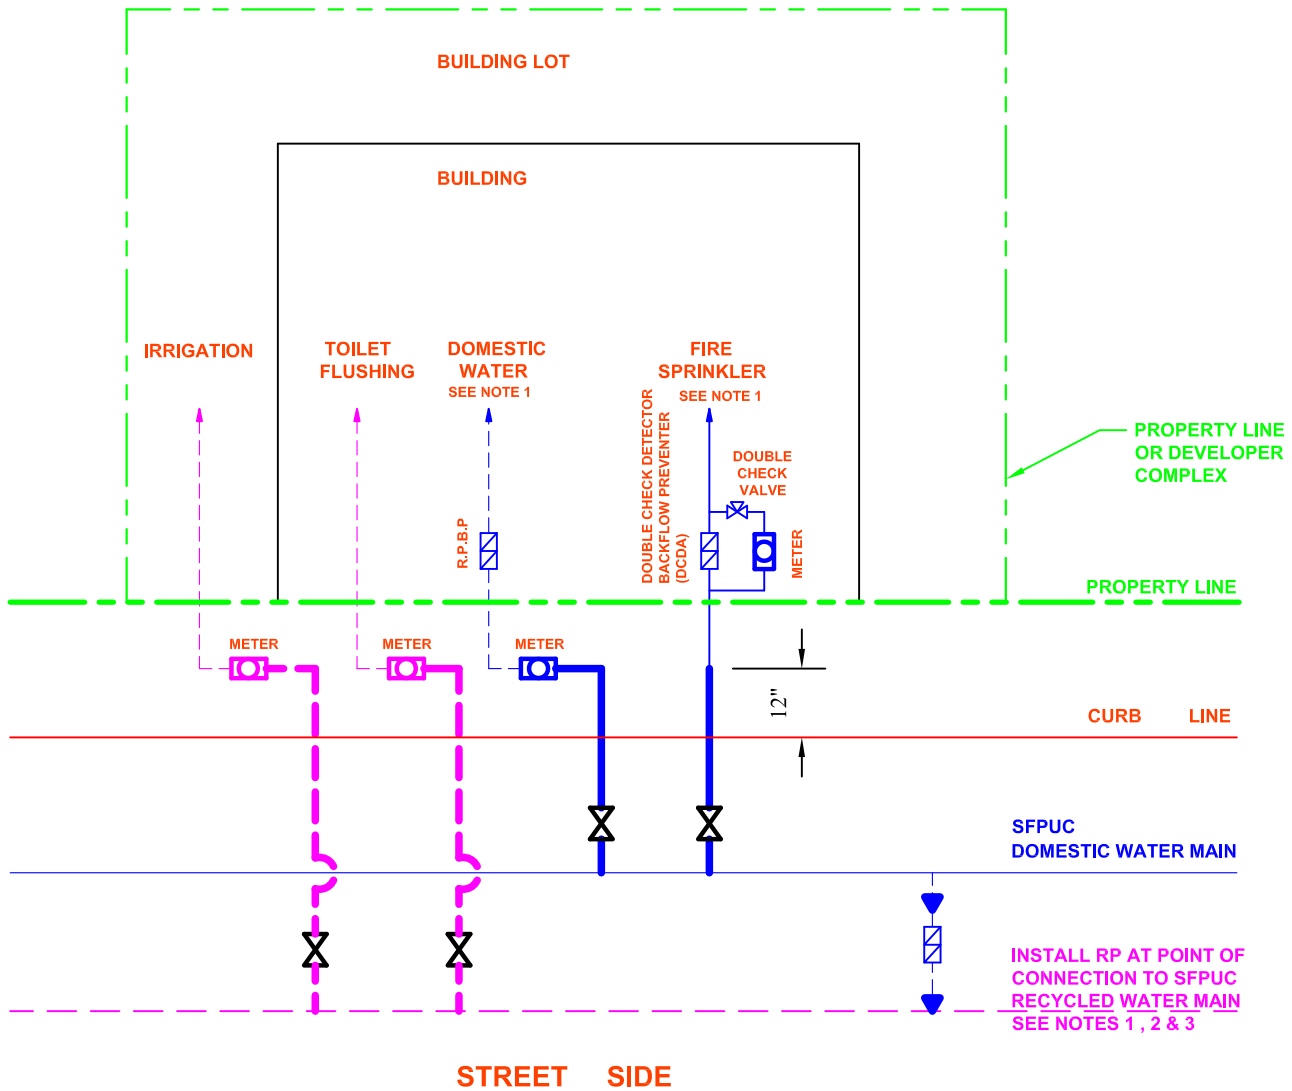 BUILDING LOT
BUILDING
IRRIGATION
TOILET
FLUSHING
DOMESTIC
WATER
SEE NOTE 1
FIRE
SPRINKLER
SEE NOTE 1
PROPERTY LINE
OR DEVELOPER
COMPLEX
DOUBLE
CHECK
VALVE
R.P.B.P
DOUBLE CHECK DETECTOR
BACKFLOW PREVENTER
(DCDA)
METER
PROPERTY LINE
METER
METER
METER
12"
CURB LINE
SFPUC
DOMESTIC WATER MAIN
INSTALL RP AT POINT OF
CONNECTION TO SFPUC
RECYCLED WATER MAIN
SEE NOTES 1 , 2 & 3
STREET SIDE